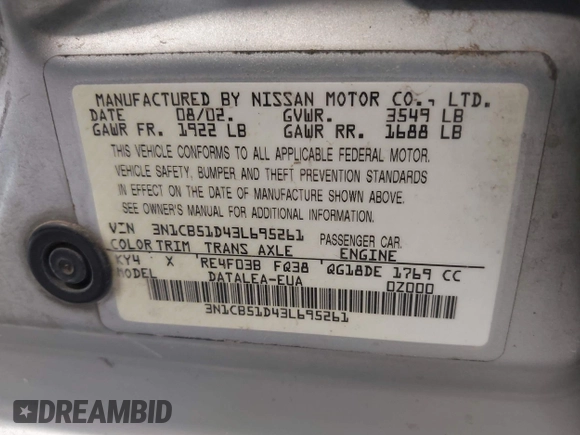 MANUFACTURED BY NISSAN MOTOR CO., LTD.
DATE 08/02. GVWR. 3549 LB
GAWR FR. 1922 LB GAWR RR. 1688 LB
THIS VEHICLE CONFORMS TO ALL APPLICABLE FEDERAL MOTOR.
VEHICLE SAFETY, BUMPER AND THEFT PREVENTION STANDARDS
IN EFFECT ON THE DATE OF MANUFACTURE SHOWN ABOVE.
SEE OWNER'S MANUAL FOR ADDITIONAL INFORMATION.
VIN 3N1CB51D43L695261 PASSENGER CAR.
COLOR TRIM TRANS AXLE ENGINE
KY4 X RE4F03B FQ38 QG18DE 1769 CC
MODEL DATALEA-EUA 0Z000
3N1CB51D43L695261
DREAMBID